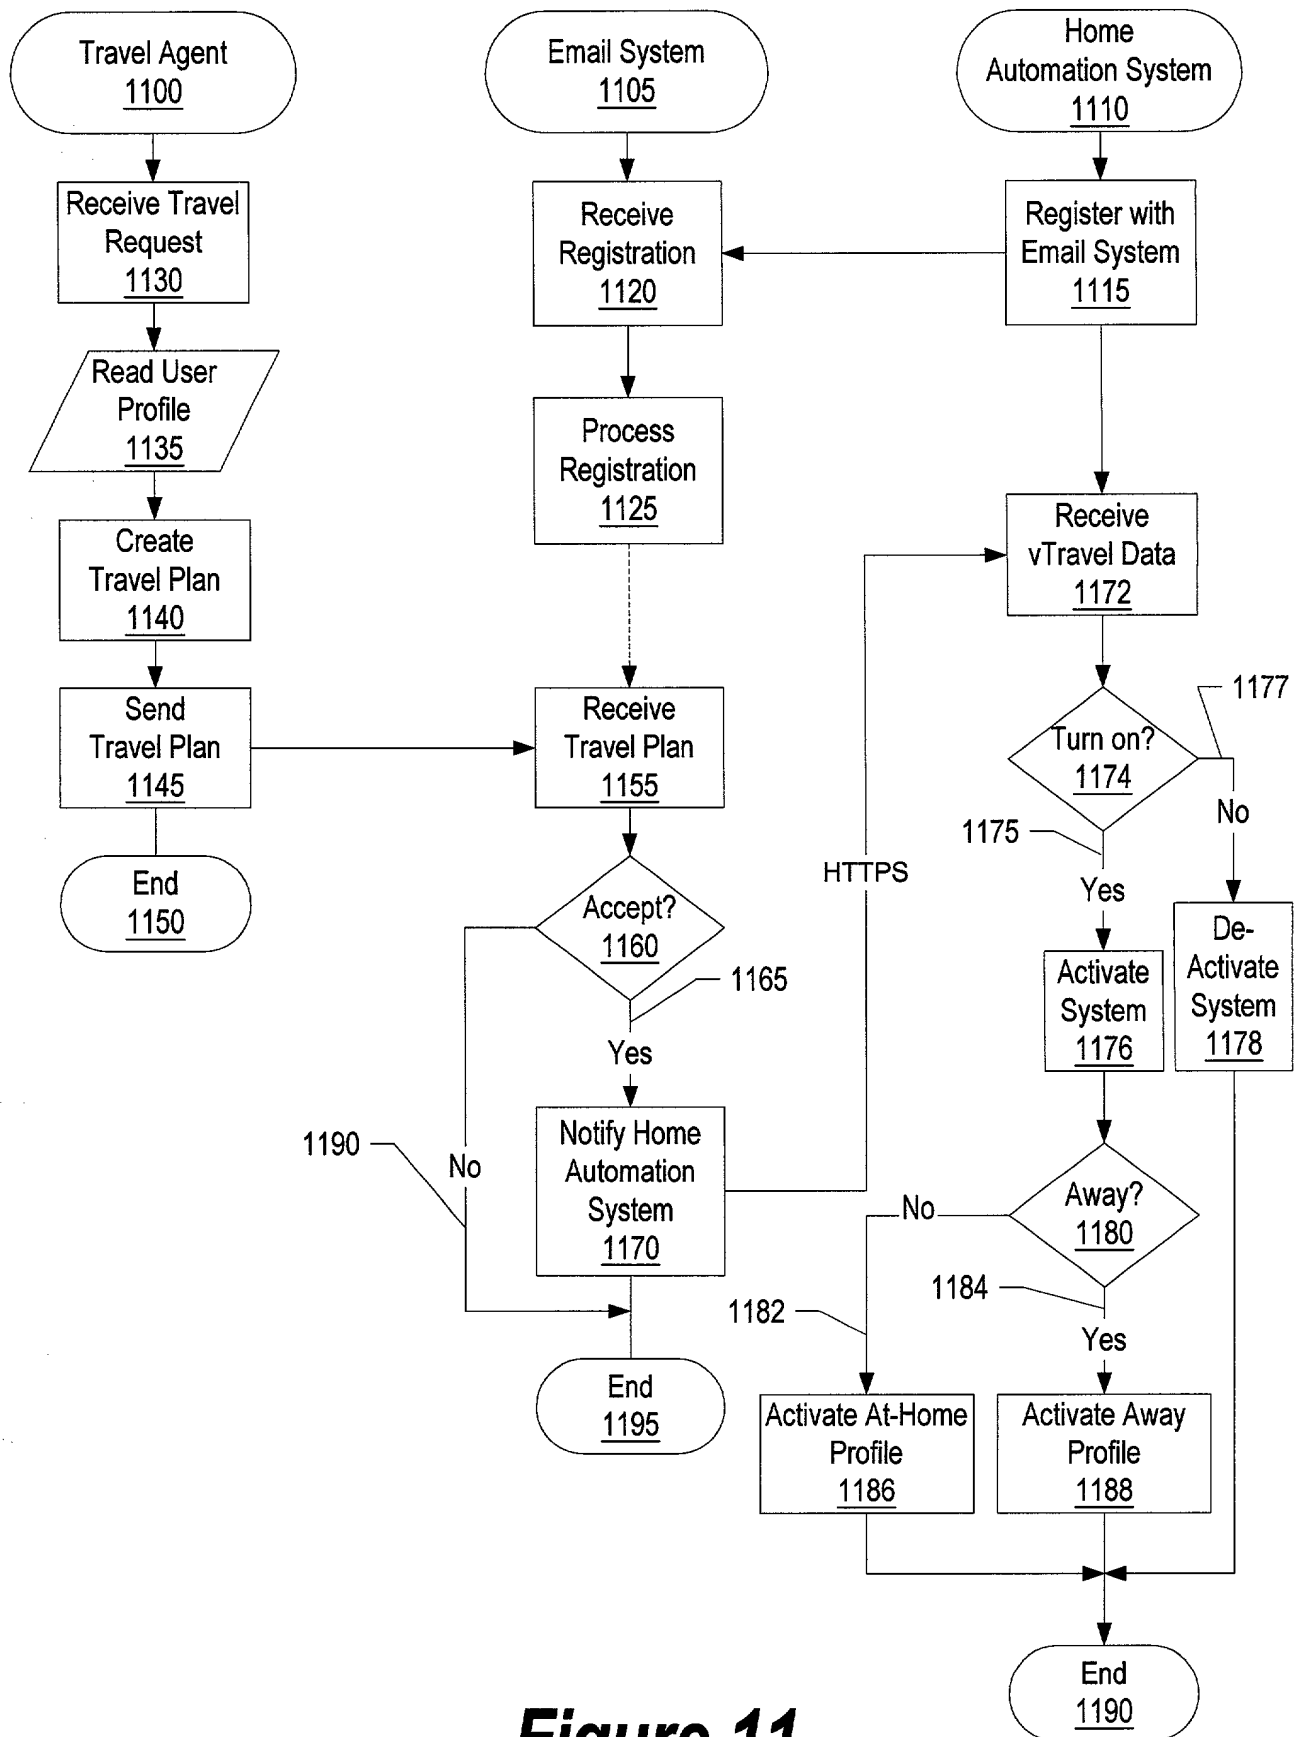 Travel Agent
1100
Receive Travel
Request
1130
Read User
Profile
1135
Create
Travel Plan
1140
Send
Travel Plan
1145
End
1150
Email System
1105
Receive
Registration
1120
Process
Registration
1125
Receive
Travel Plan
1155
Accept?
1160
1165
Yes
1190
No
Notify Home
Automation
System
1170
End
1195
HTTPS
Home
Automation System
1110
Register with
Email System
1115
Receive
vTravel Data
1172
1177
Turn on?
1174
1175
No
Yes
Activate
System
1176
De-
Activate
System
1178
Away?
1180
No
1184
1182
Yes
Activate At-Home
Profile
1186
Activate Away
Profile
1188
End
1190
Figure 11